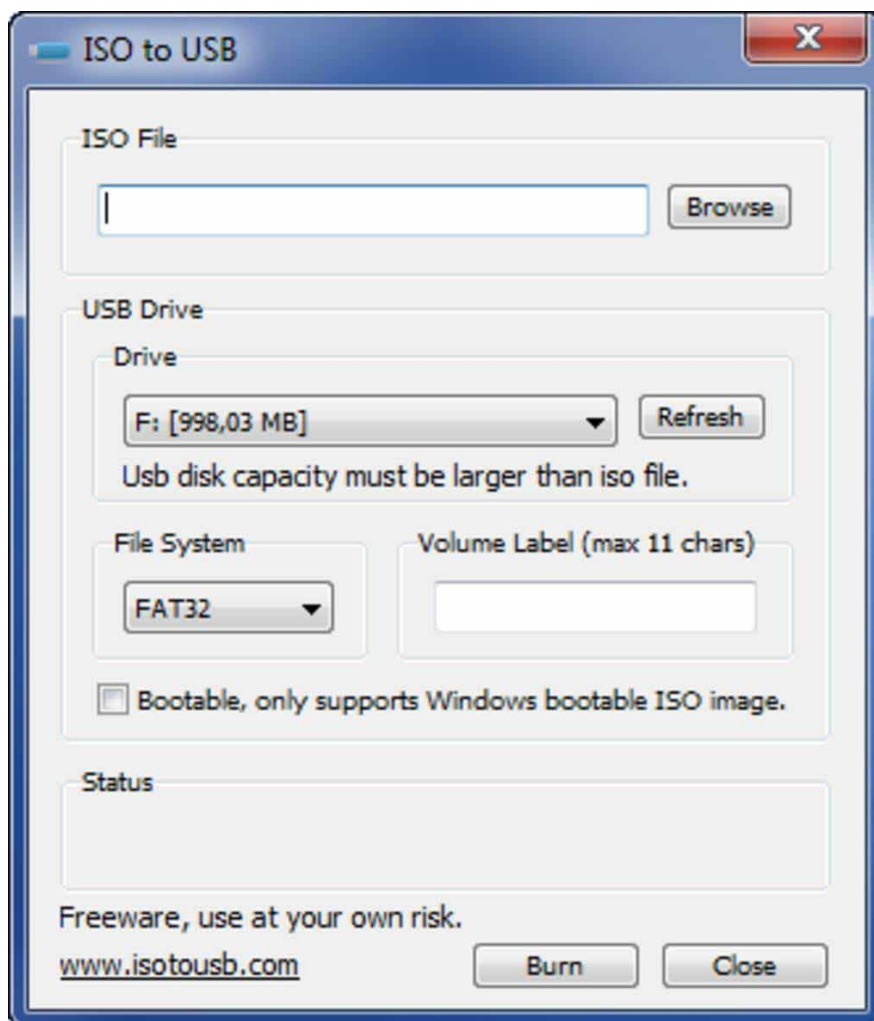 ISO to USB
ISO File
Browse
USB Drive
Drive
F: [998,03 MB]
Refresh
Usb disk capacity must be larger than iso file.
File System
Volume Label (max 11 chars)
FAT32
Bootable, only supports Windows bootable ISO image.
Status
Freeware, use at your own risk.
www.isotousb.com
Burn
Close